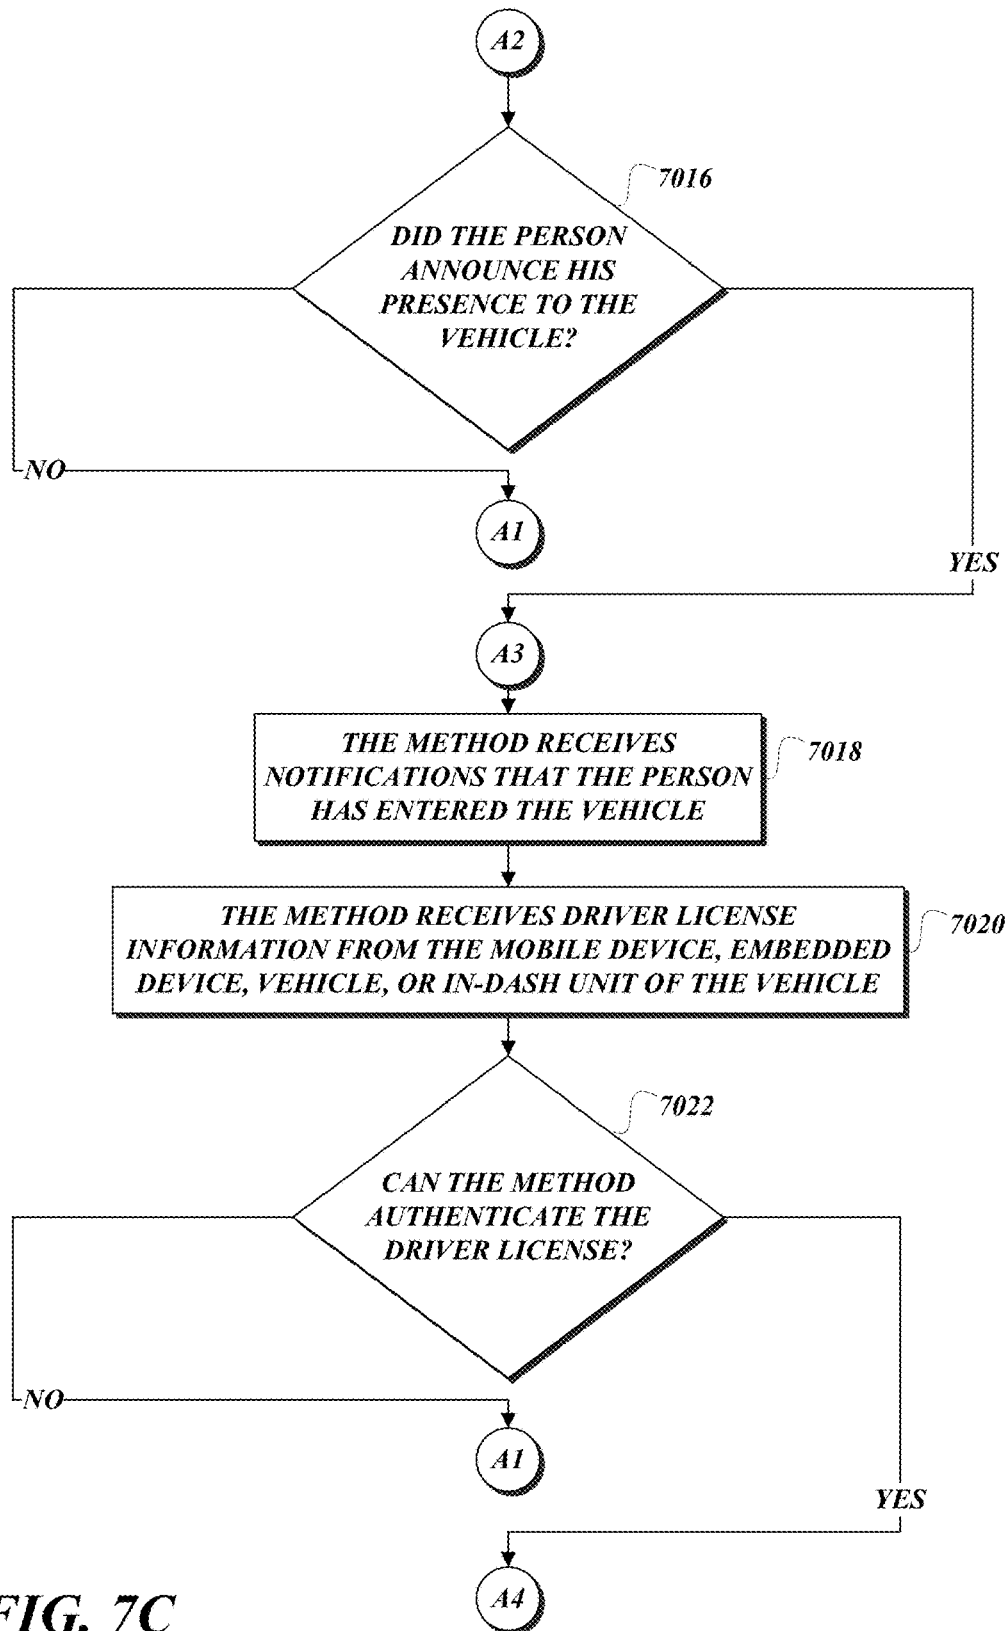 A2
7016
DID THE PERSON
ANNOUNCE HIS
PRESENCE TO THE
VEHICLE?
NO
A1
YES
A3
THE METHOD RECEIVES
NOTIFICATIONS THAT THE PERSON
HAS ENTERED THE VEHICLE
7018
THE METHOD RECEIVES DRIVER LICENSE
INFORMATION FROM THE MOBILE DEVICE, EMBEDDED
DEVICE, VEHICLE, OR IN-DASH UNIT OF THE VEHICLE
7020
7022
CAN THE METHOD
AUTHENTICATE THE
DRIVER LICENSE?
NO
A1
YES
A4
FIG. 7C